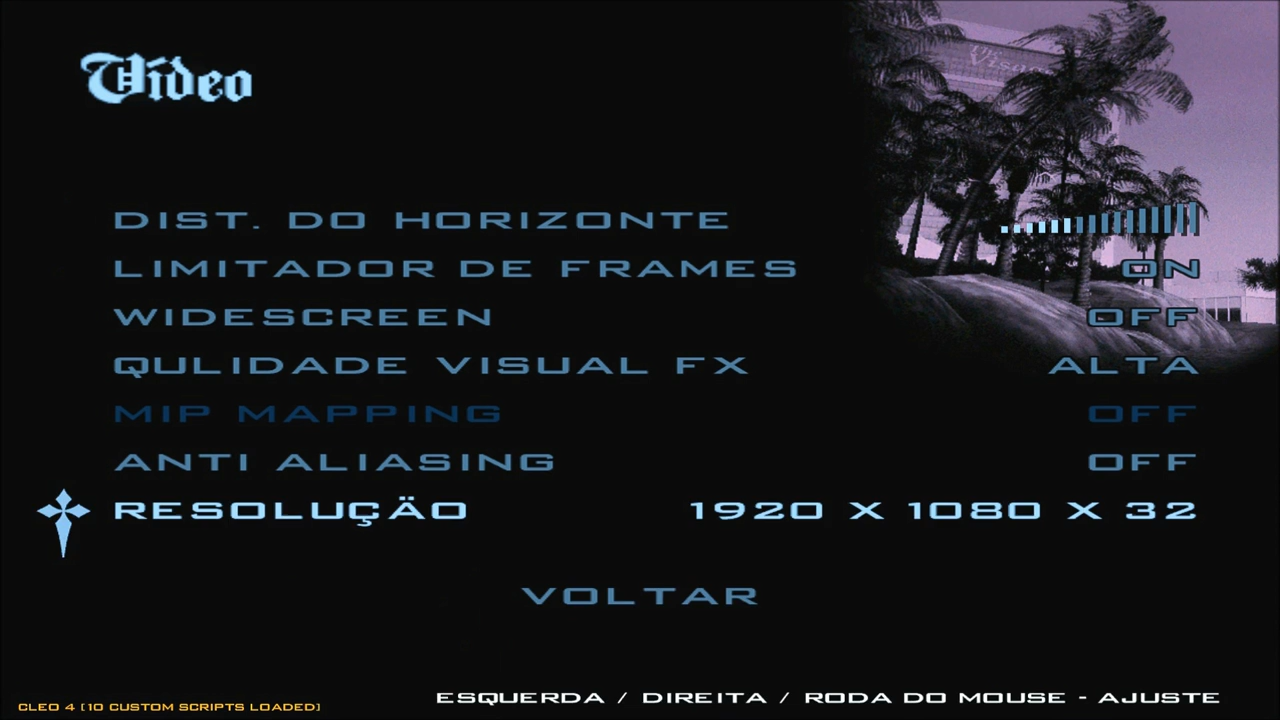 Vídeo
DIST. DO HORIZONTE
LIMITADOR DE FRAMES ON
WIDESCREEN OFF
QULIDADE VISUAL FX ALTA
MIP MAPPING OFF
ANTI ALIASING OFF
RESOLUÇÄO 1920 X 1080 X 32
VOLTAR
ESQUERDA / DIREITA / RODA DO MOUSE - AJUSTE
CLEO 4 (10 CUSTOM SCRIPTS LOADED)